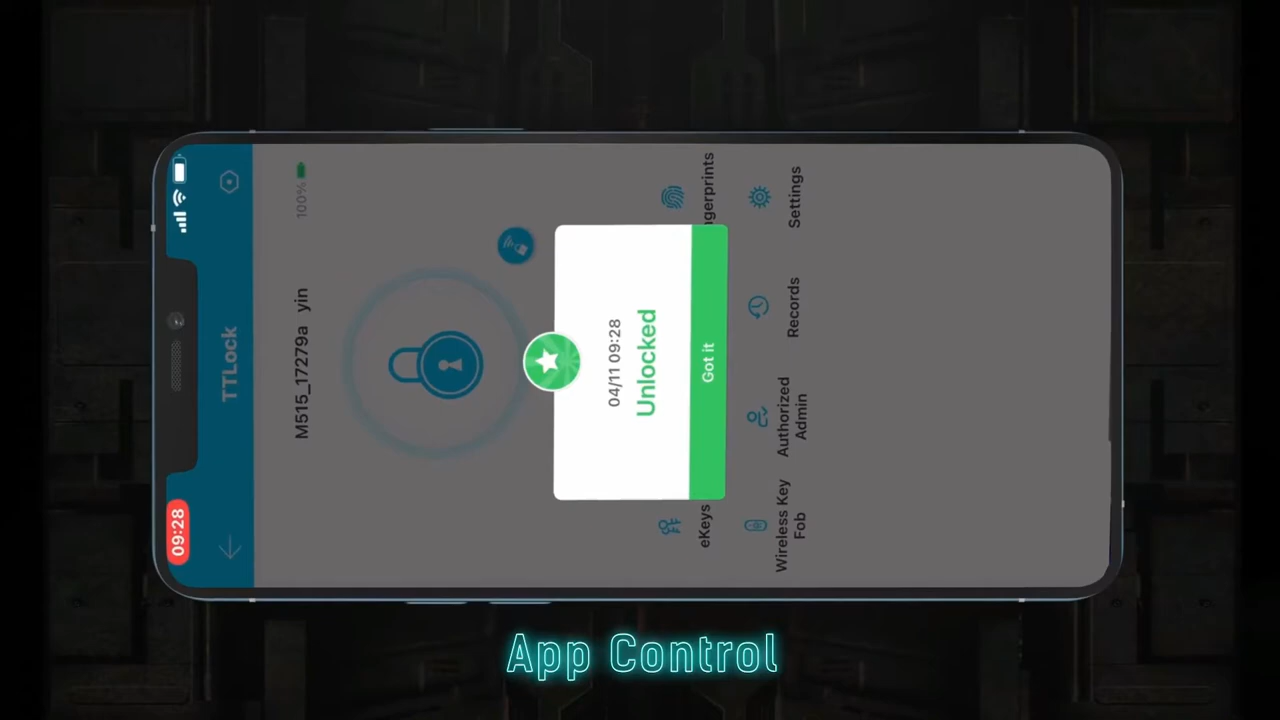 09:28
TTLock
100%
M515_17279a yin
04/11 09:28
Unlocked
Got it
eKeys
gerprints
Wireless Key
Fob
Authorized
Admin
Records
Settings
App Control